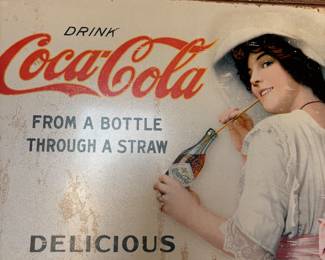 DRINK
Coca-Cola
FROM A BOTTLE
THROUGH A STRAW
DELICIOUS